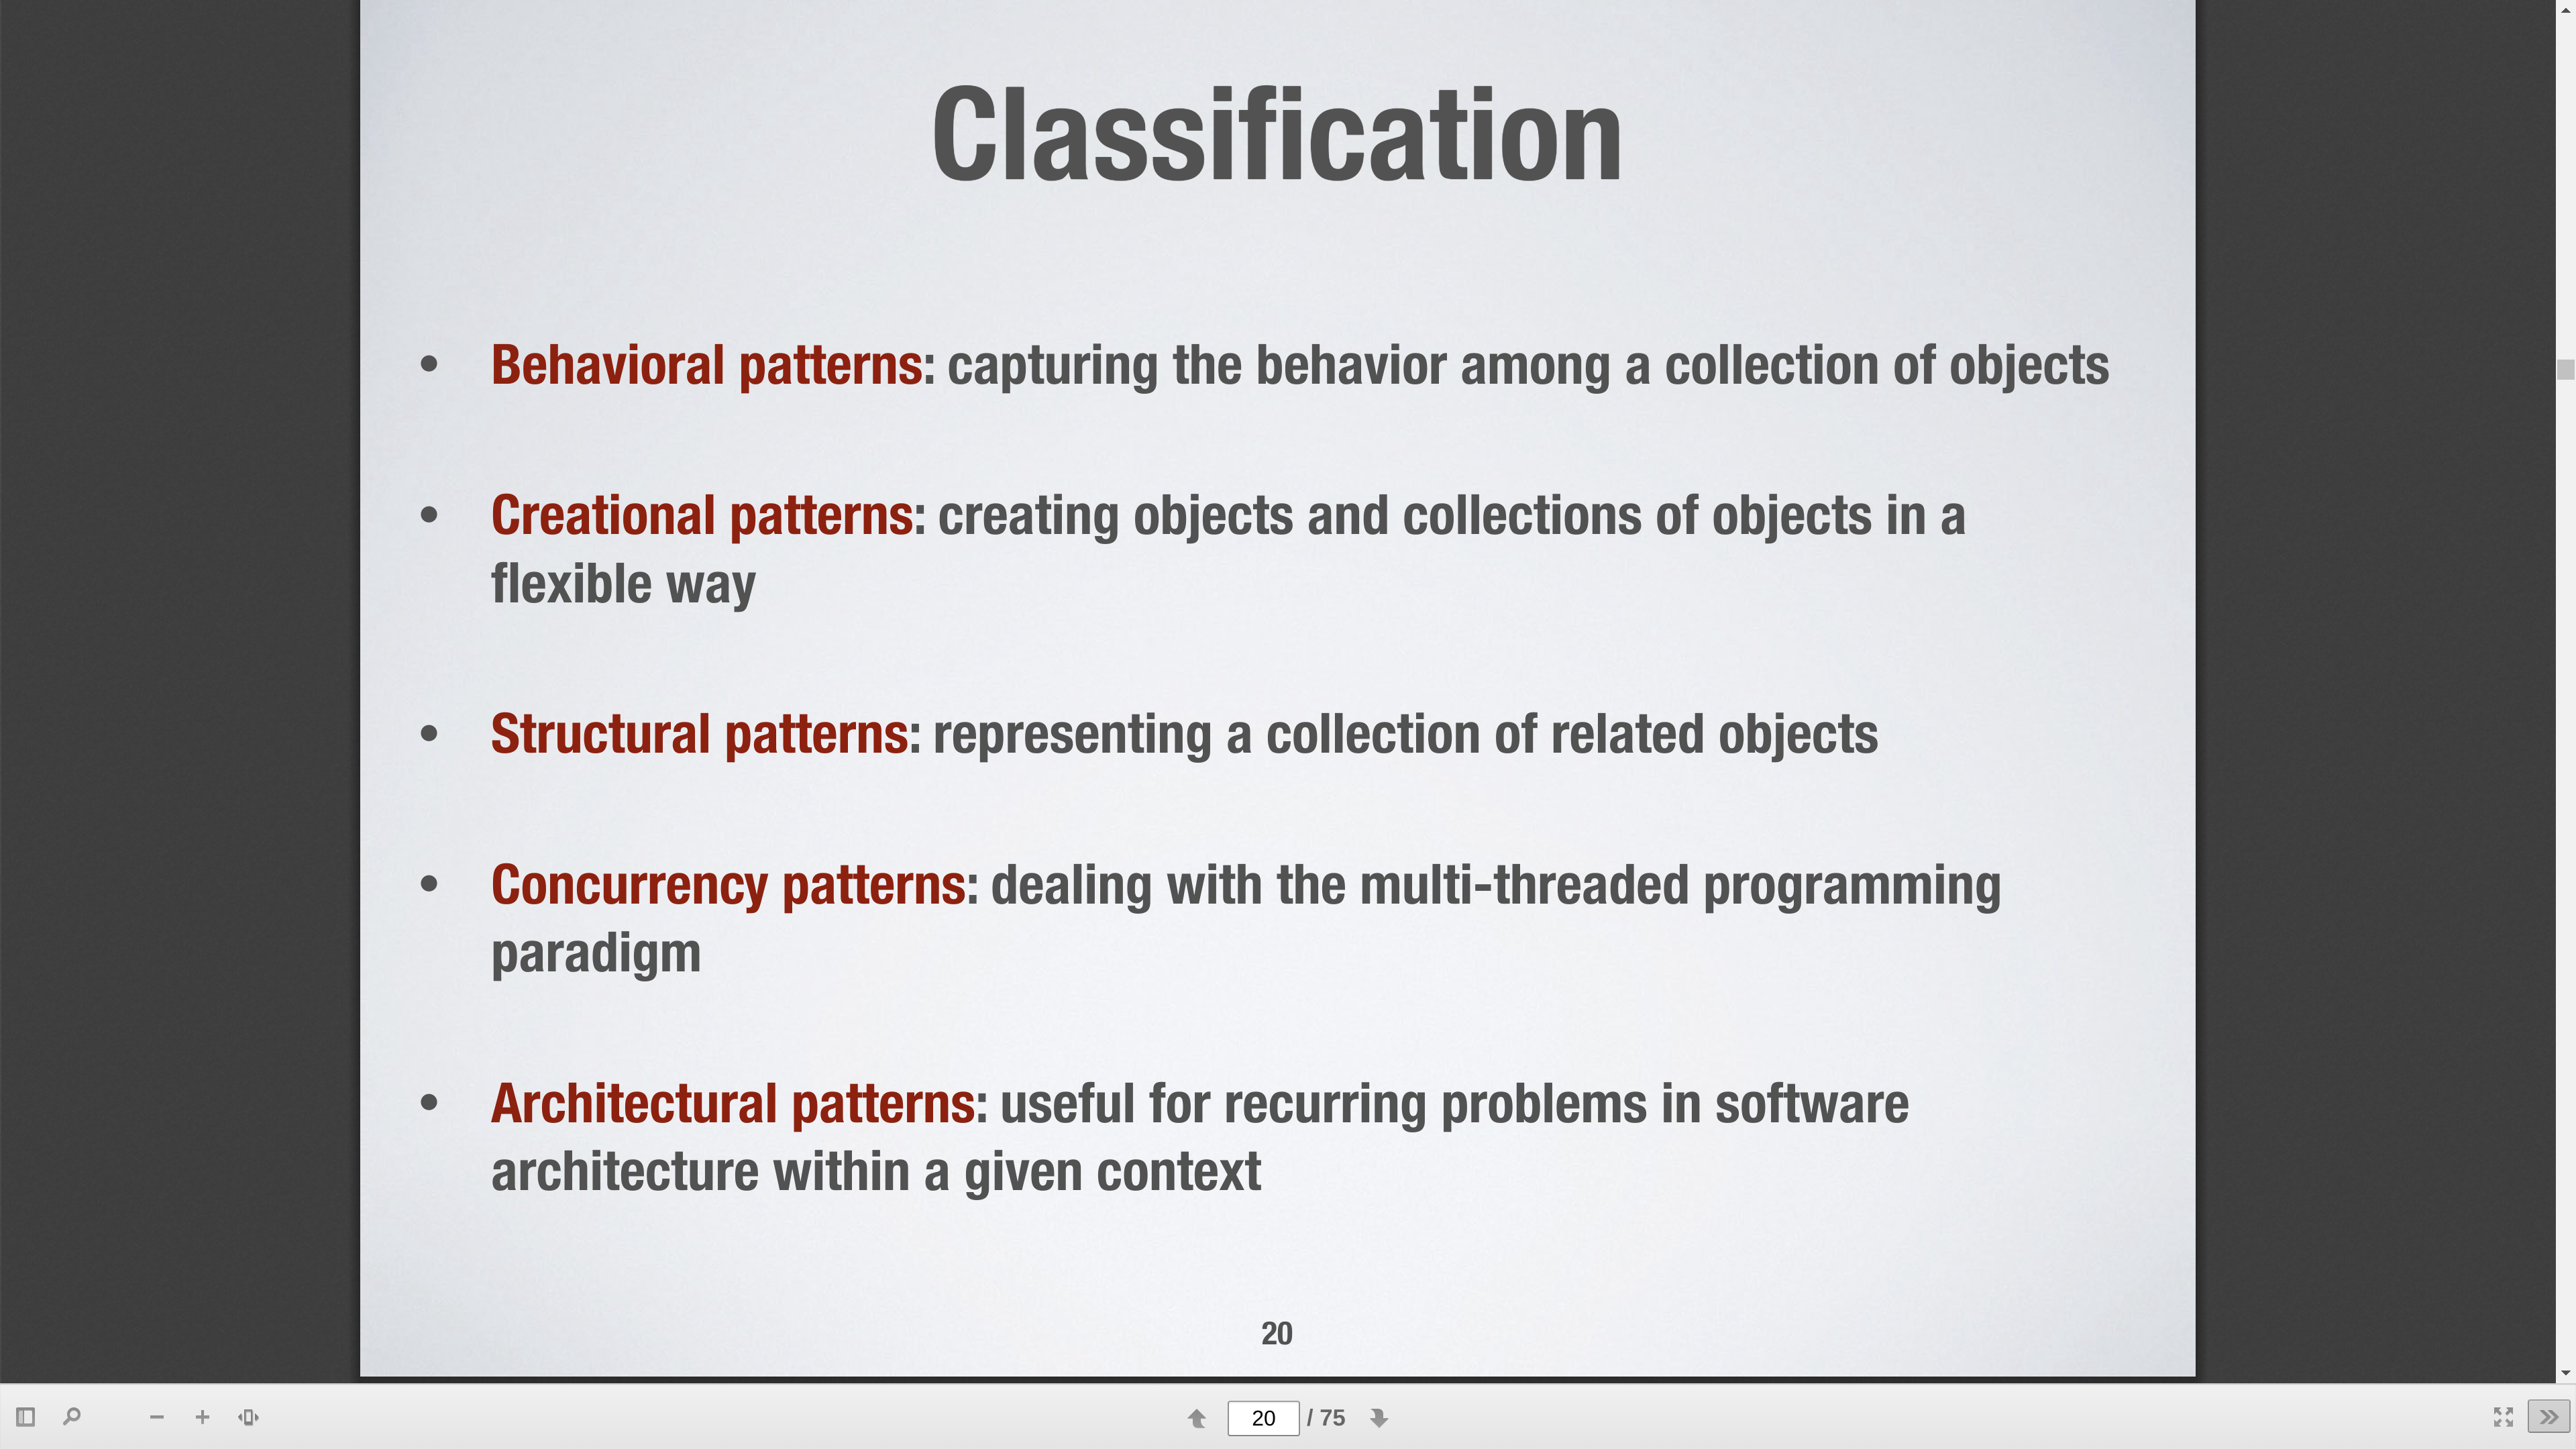 Classification
• Behavioral patterns: capturing the behavior among a collection of objects
• Creational patterns: creating objects and collections of objects in a
flexible way
• Structural patterns: representing a collection of related objects
• Concurrency patterns: dealing with the multi-threaded programming
paradigm
• Architectural patterns: useful for recurring problems in software
architecture within a given context
20
20 / 75